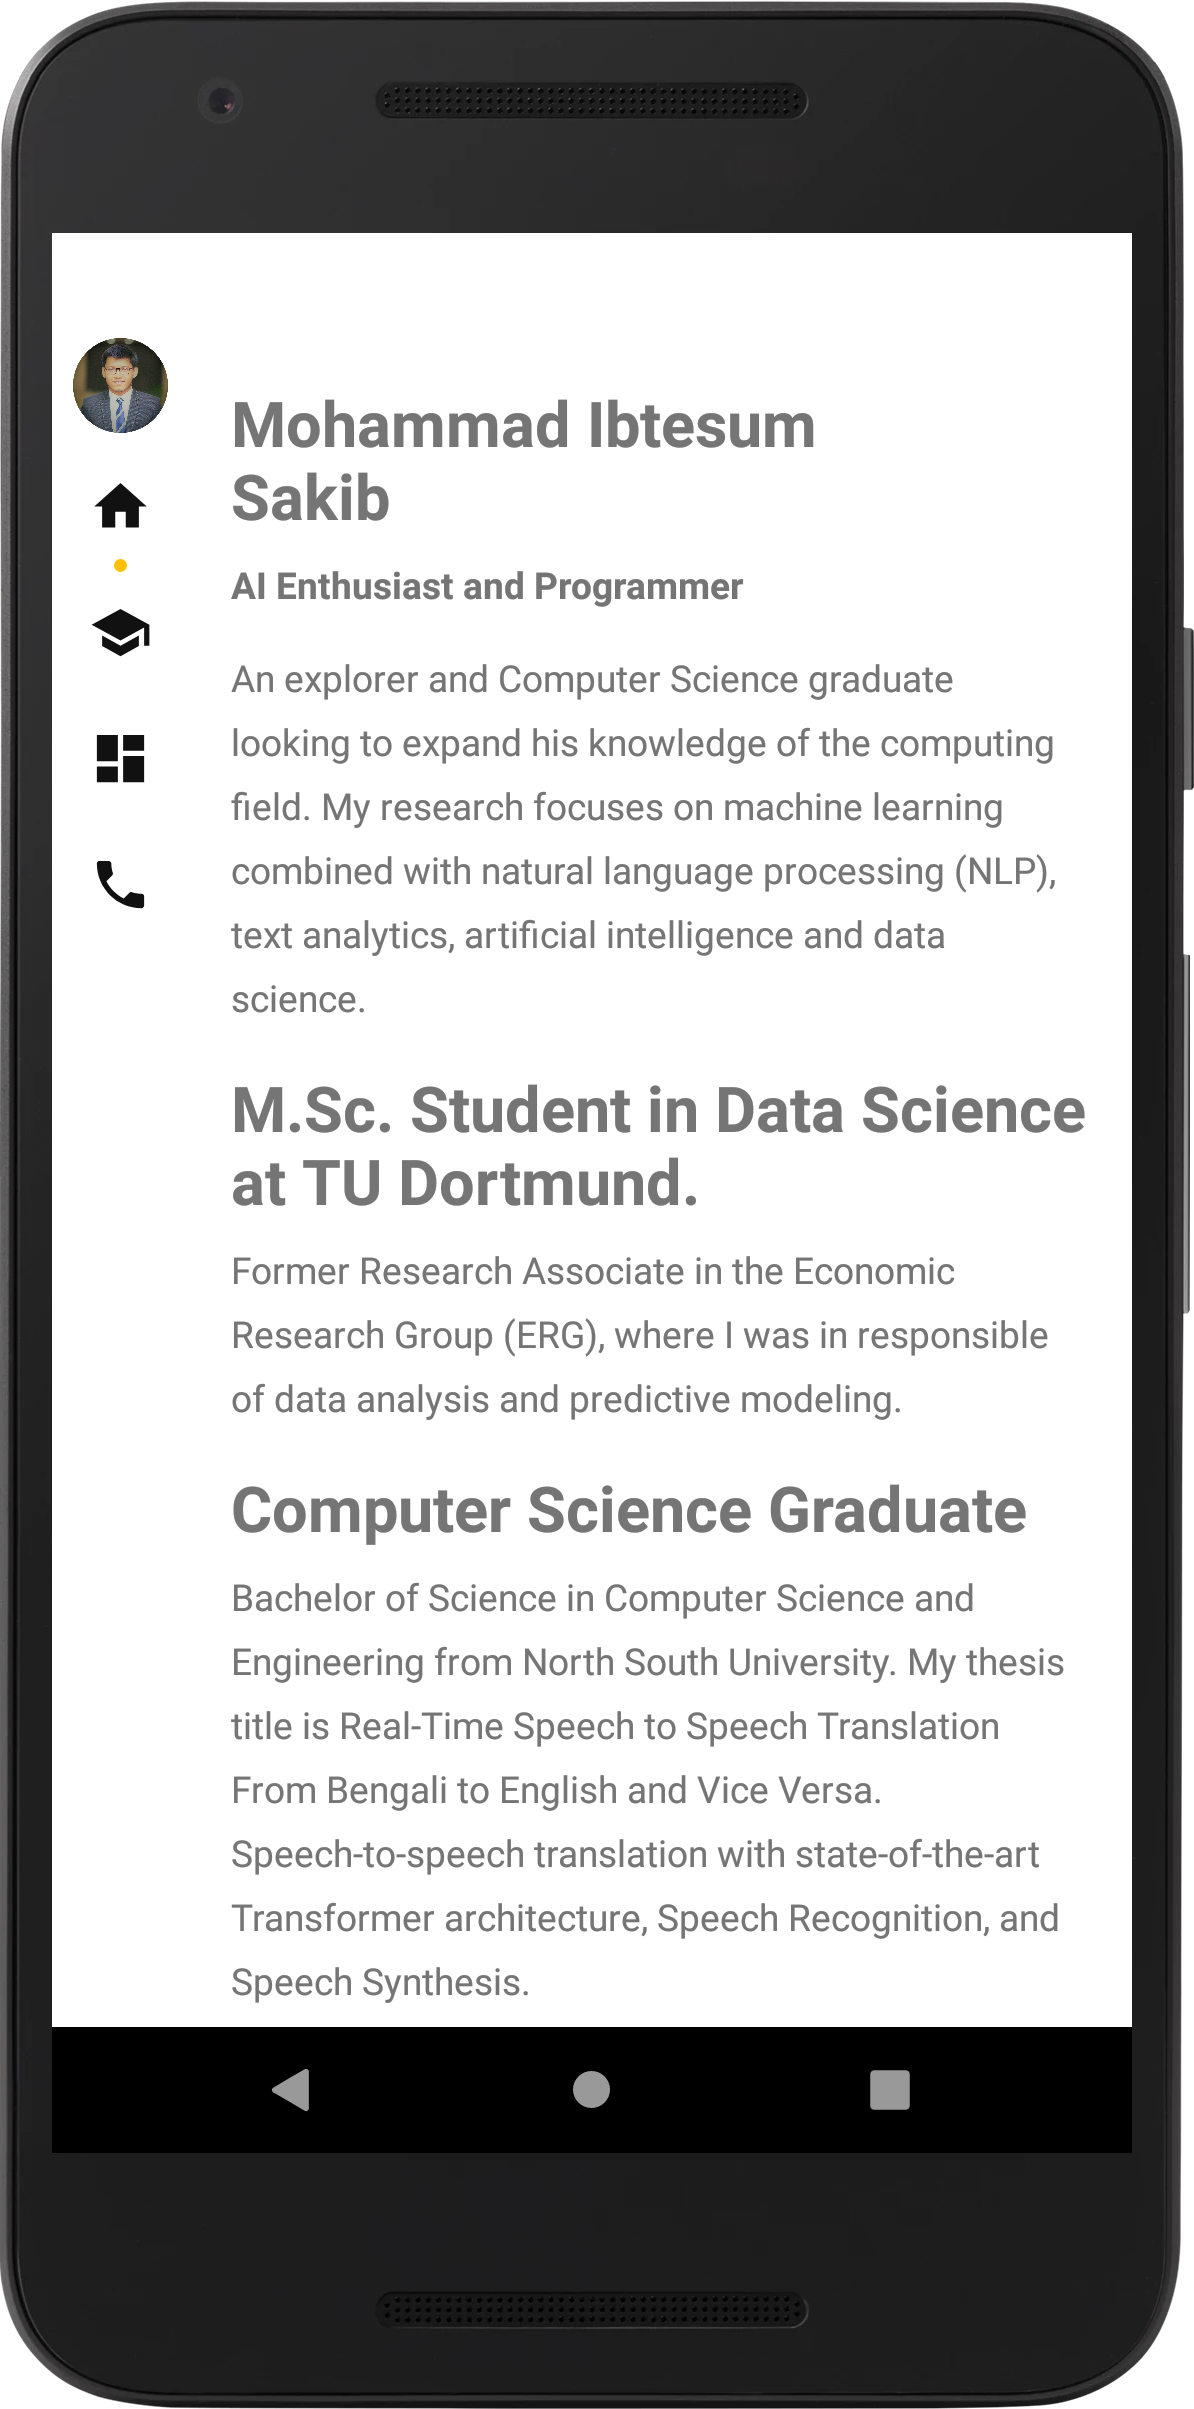 Mohammad Ibtesum
Sakib
AI Enthusiast and Programmer
An explorer and Computer Science graduate
looking to expand his knowledge of the computing
field. My research focuses on machine learning
combined with natural language processing (NLP),
text analytics, artificial intelligence and data
science.
M.Sc. Student in Data Science
at TU Dortmund.
Former Research Associate in the Economic
Research Group (ERG), where I was in responsible
of data analysis and predictive modeling.
Computer Science Graduate
Bachelor of Science in Computer Science and
Engineering from North South University. My thesis
title is Real-Time Speech to Speech Translation
From Bengali to English and Vice Versa.
Speech-to-speech translation with state-of-the-art
Transformer architecture, Speech Recognition, and
Speech Synthesis.